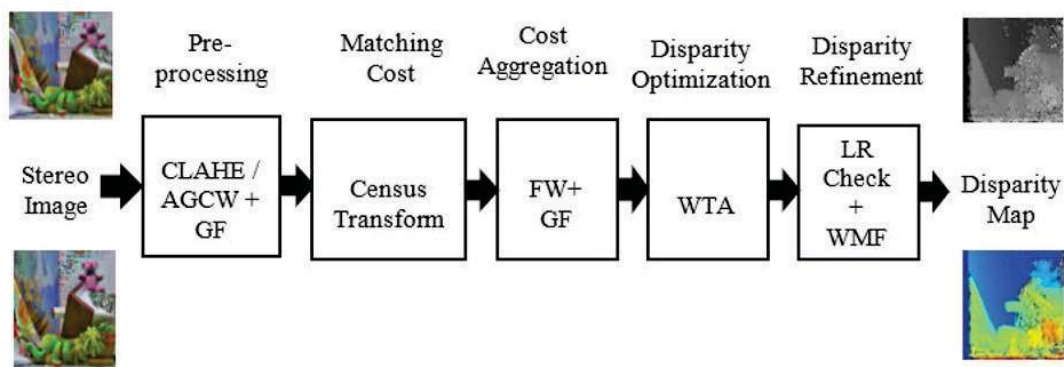 Pre-
processing
Matching
Cost
Cost
Aggregation
Disparity
Optimization
Disparity
Refinement
Stereo
Image
CLAHE /
AGCW +
GF
Census
Transform
FW+
GF
WTA
LR
Check
+
WMF
Disparity
Map